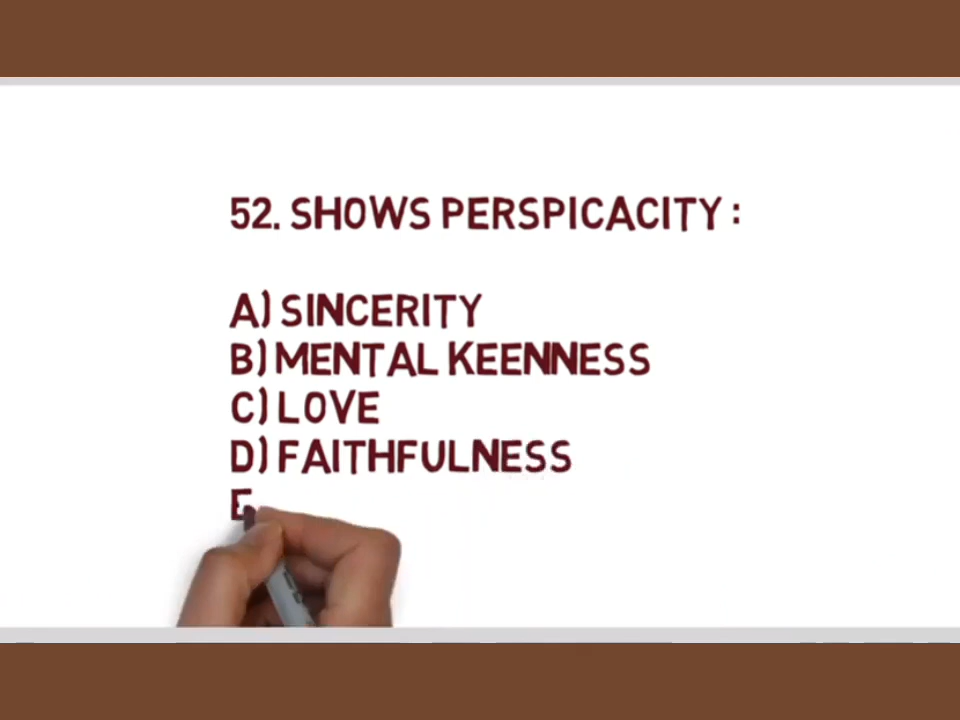 52. SHOWS PERSPICACITY :
A) SINCERITY
B) MENTAL KEENNESS
C) LOVE
D) FAITHFULNESS
E